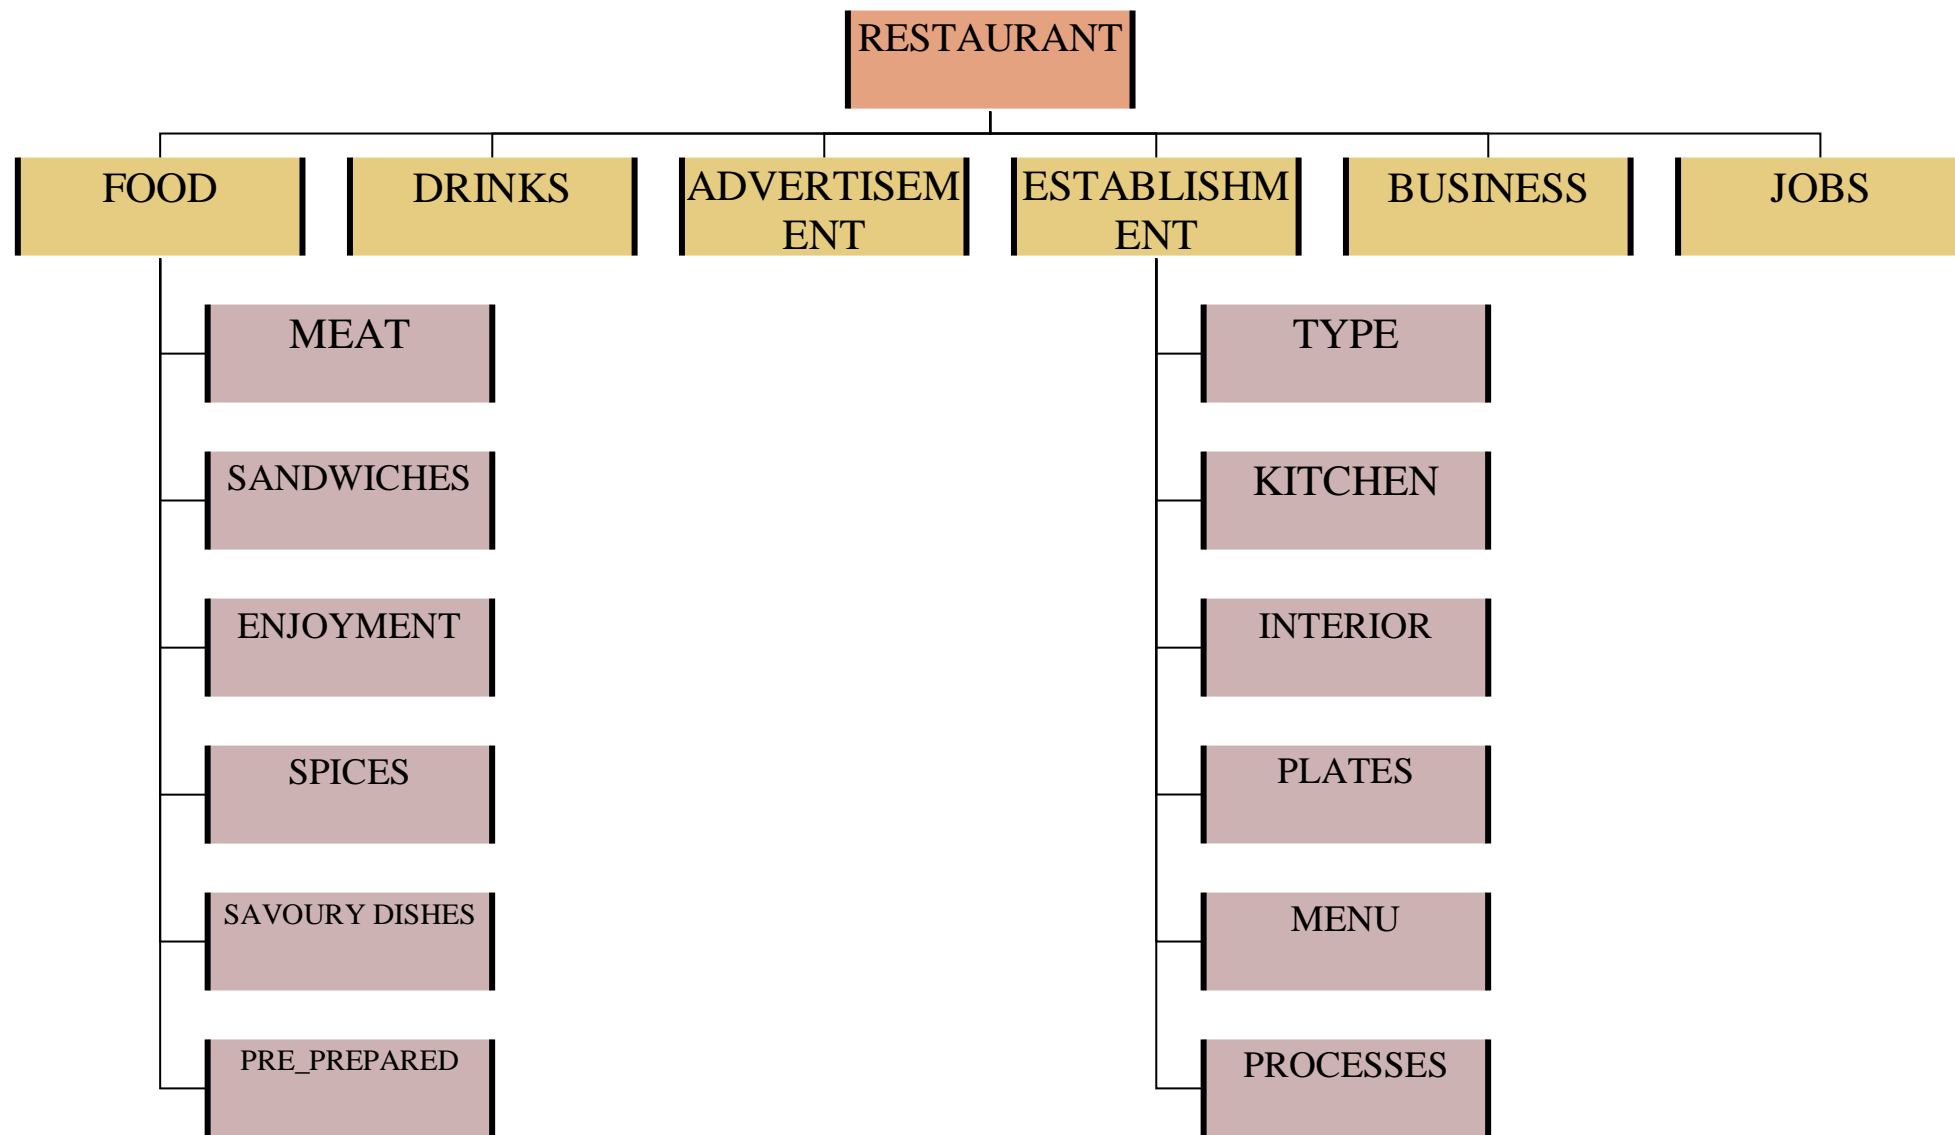 RESTAURANT
FOOD
DRINKS
ADVERTISEM
ENT
ESTABLISHM
ENT
BUSINESS
JOBS
MEAT
SANDWICHES
ENJOYMENT
SPICES
SAVOURY DISHES
PRE_PREPARED
TYPE
KITCHEN
INTERIOR
PLATES
MENU
PROCESSES